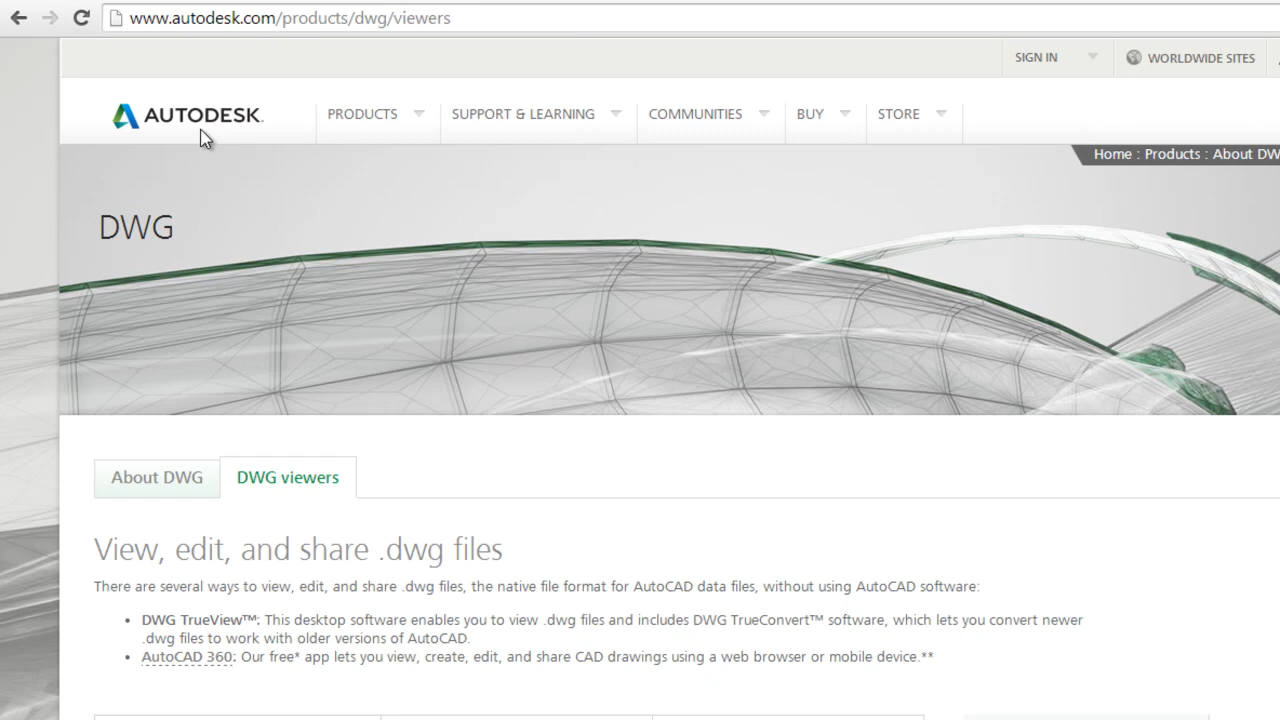 www.autodesk.com/products/dwg/viewers
SIGN IN
WORLDWIDE SITES
AUTODESK.
PRODUCTS
SUPPORT & LEARNING
COMMUNITIES
BUY
STORE
Home : Products : About DW
DWG
About DWG
DWG viewers
View, edit, and share .dwg files
There are several ways to view, edit, and share .dwg files, the native file format for AutoCAD data files, without using AutoCAD software:
• DWG TrueView™: This desktop software enables you to view .dwg files and includes DWG TrueConvert™ software, which lets you convert newer
.dwg files to work with older versions of AutoCAD.
• AutoCAD 360: Our free* app lets you view, create, edit, and share CAD drawings using a web browser or mobile device.**